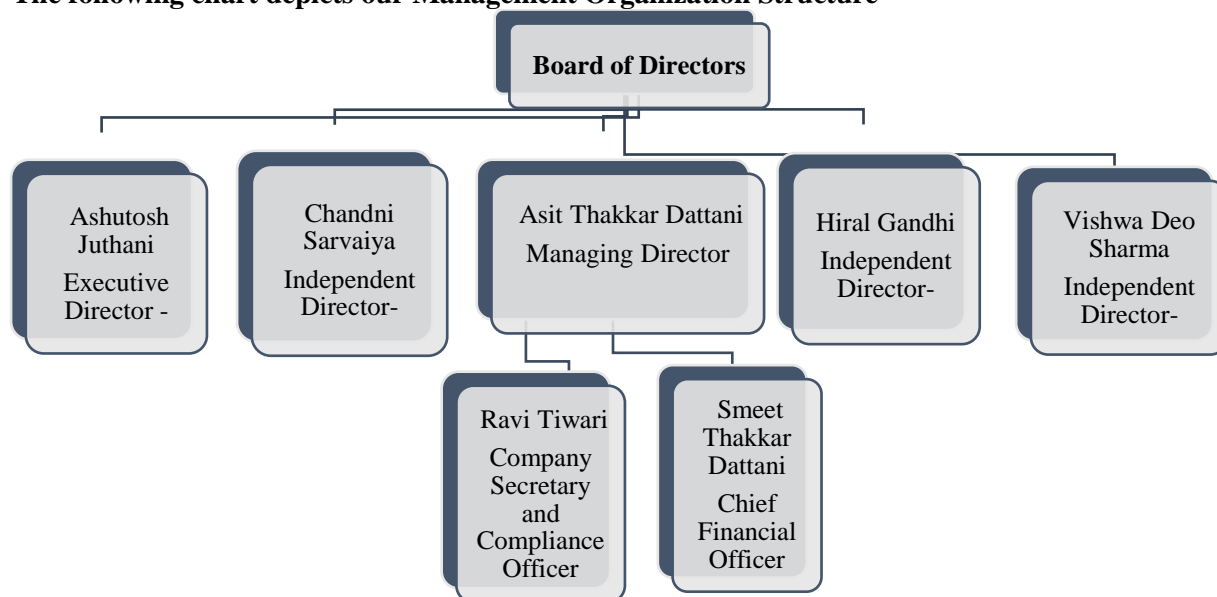 The following chart depicts our Management Organization Structure
Board of Directors
Ashutosh
Juthani
Executive
Director -
Chandni
Sarvaiya
Independent
Director-
Asit Thakkar Dattani
Managing Director
Hiral Gandhi
Independent
Director-
Vishwa Deo
Sharma
Independent
Director-
Ravi Tiwari
Company
Secretary
and
Compliance
Officer
Smeet
Thakkar
Dattani
Chief
Financial
Officer